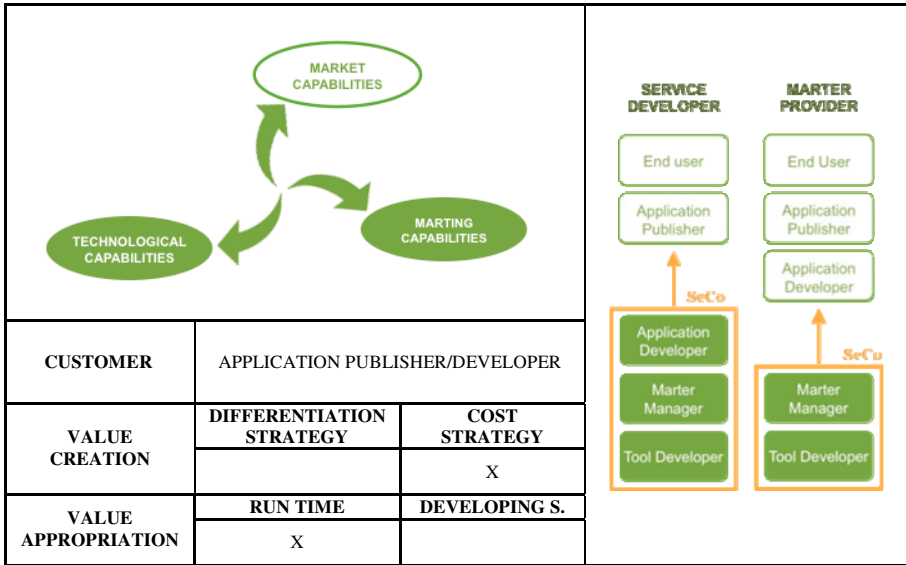 MARKET
CAPABILITIES
TECHNOLOGICAL
CAPABILITIES
MARTING
CAPABILITIES
CUSTOMER
APPLICATION PUBLISHER/DEVELOPER
VALUE
CREATION
DIFFERENTIATION
STRATEGY
COST
STRATEGY
X
VALUE
APPROPRIATION
RUN TIME
DEVELOPING S.
X
SERVICE
DEVELOPER
End user
Application
Publisher
SeCo
Application
Developer
Marter
Manager
Tool Developer
MARTER
PROVIDER
End User
Application
Publisher
Application
Developer
SeCo
Marter
Manager
Tool Developer